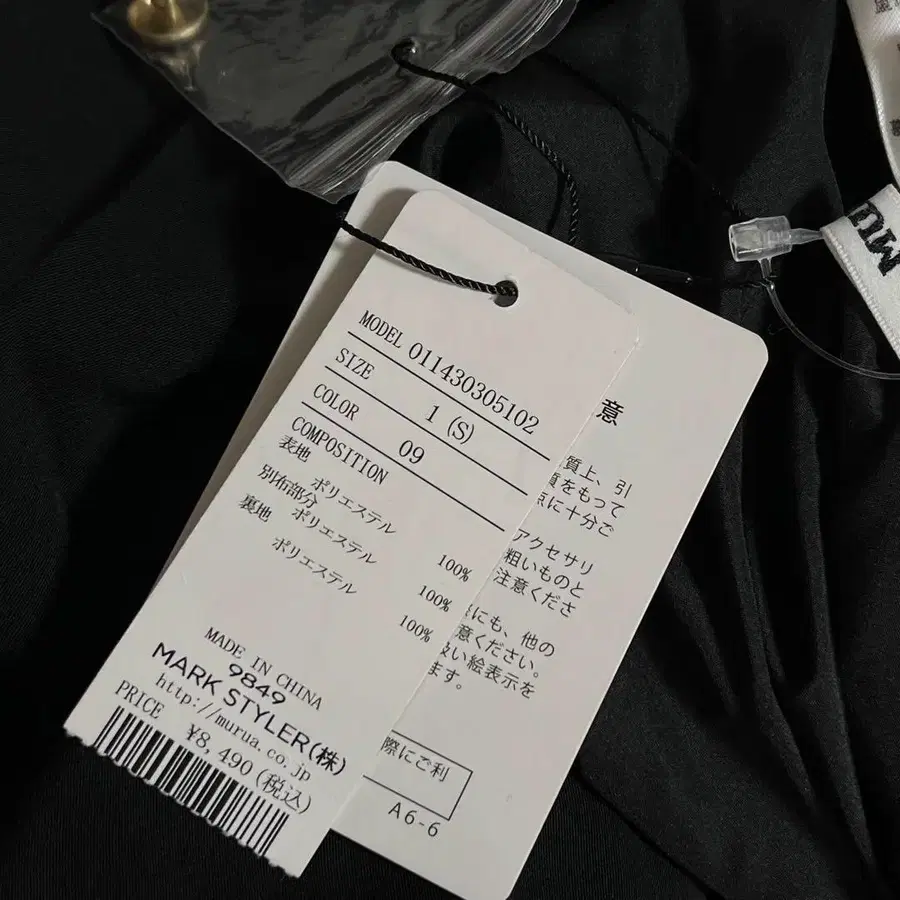 MODEL 011430305102
SIZE 1 (S)
COLOR 09
COMPOSITION
表地 ポリエステル 100%
別布部分 ポリエステル 100%
裏地 ポリエステル 100%
MADE IN CHINA
9849
MARK STYLER(株)
http://murua.co.jp
PRICE ¥8,490(税込)
意
質上、引
質をもって
点に十分ご
アクセサリ
粗いものと
注意くださ
にも、他の
意ください。
扱い絵表示を
ます。
際にご利
A6-6
MU